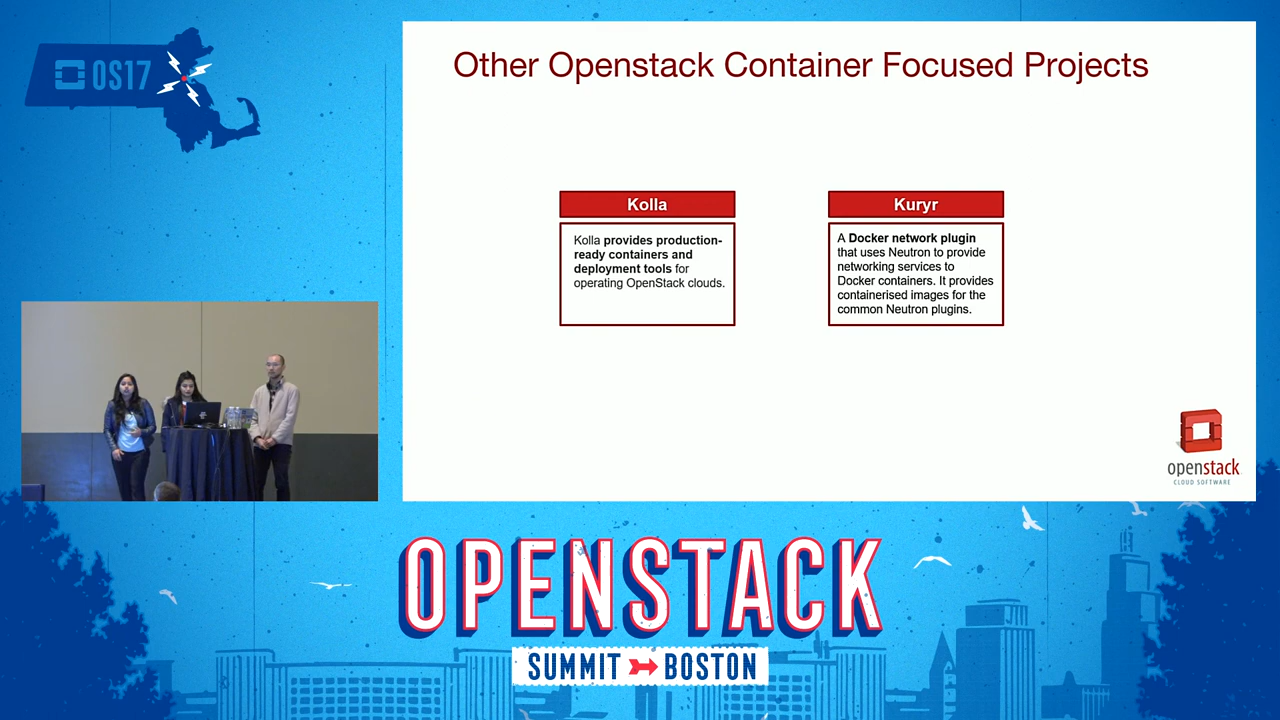 OS17
Other Openstack Container Focused Projects
Kolla
Kolla provides production-
ready containers and
deployment tools for
operating OpenStack clouds.
Kuryr
A Docker network plugin
that uses Neutron to provide
networking services to
Docker containers. It provides
containerised images for the
common Neutron plugins.
openstack
CLOUD SOFTWARE
OPENSTACK
SUMMIT BOSTON